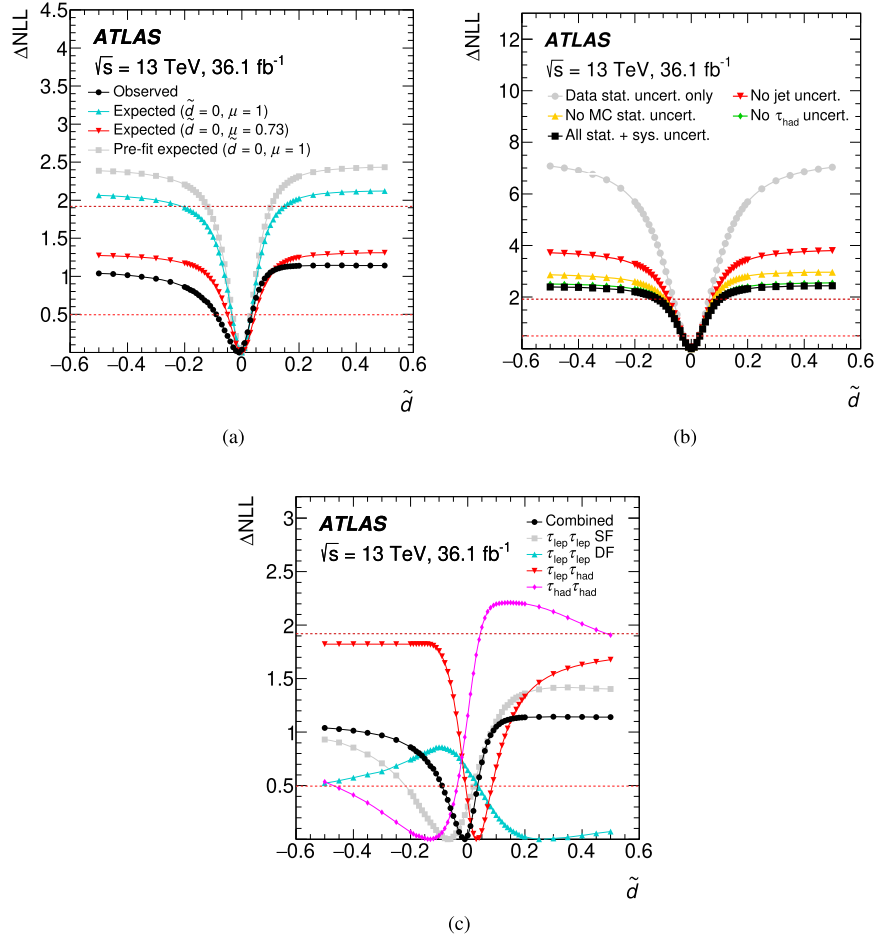 ΔNLL
4.5
4
3.5
3
2.5
2
1.5
1
0.5
ATLAS
√s = 13 TeV, 36.1 fb⁻¹
Observed
Expected (d̃ = 0, μ = 1)
Expected (d̃ = 0, μ = 0.73)
Pre-fit expected (d̃ = 0, μ = 1)
−0.6 −0.4 −0.2 0 0.2 0.4 0.6
d̃
(a)
ΔNLL
12
10
8
6
4
2
ATLAS
√s = 13 TeV, 36.1 fb⁻¹
Data stat. uncert. only
No MC stat. uncert.
All stat. + sys. uncert.
No jet uncert.
No τhad uncert.
−0.6 −0.4 −0.2 0 0.2 0.4 0.6
d̃
(b)
ΔNLL
3
2.5
2
1.5
1
0.5
ATLAS
√s = 13 TeV, 36.1 fb⁻¹
Combined
τlepτlep SF
τlepτlep DF
τlepτhad
τhadτhad
−0.6 −0.4 −0.2 0 0.2 0.4 0.6
d̃
(c)